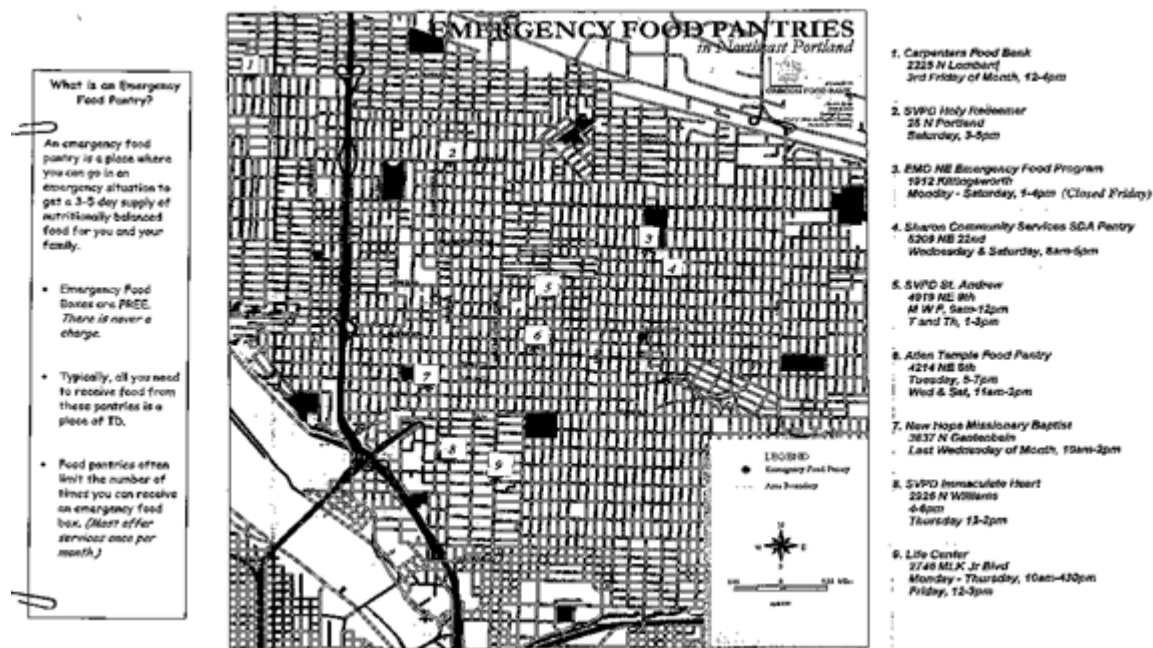 What is an Emergency
Food Pantry?
An emergency food
pantry is a place where
you can go in an
emergency situation to
get a 3-5 day supply of
nutritionally balanced
food for you and your
family.
• Emergency Food
Boxes are FREE.
There is never a
charge.
• Typically, all you need
to receive food from
these pantries is a
piece of ID.
• Food pantries often
limit the number of
times you can receive
an emergency food
box. (Most offer
services once per
month.)
EMERGENCY FOOD PANTRIES
in Northeast Portland
OREGON FOOD BANK
1
2
3
4
5
6
7
8
9
LEGEND
Emergency Food Pantry
Area Boundary
N
W E
S
1. Carpenters Food Bank
2225 N Lombard
3rd Friday of Month, 12-4pm
2. SVPD Holy Redeemer
25 N Portland
Saturday, 3-5pm
3. EMO NE Emergency Food Program
1912 Killingsworth
Monday - Saturday, 1-4pm (Closed Friday)
4. Sharon Community Services SDA Pantry
5209 NE 22nd
Wednesday & Saturday, 8am-5pm
5. SVPD St. Andrew
4919 NE 9th
M W F, 9am-12pm
T and Th, 1-3pm
6. Allen Temple Food Pantry
4214 NE 8th
Tuesday, 5-7pm
Wed & Sat, 11am-2pm
7. New Hope Missionary Baptist
3637 N Gantenbein
Last Wednesday of Month, 10am-2pm
8. SVPD Immaculate Heart
2926 N Williams
4-6pm
Thursday 12-2pm
9. Life Center
2746 MLK Jr Blvd
Monday - Thursday, 10am-430pm
Friday, 12-3pm